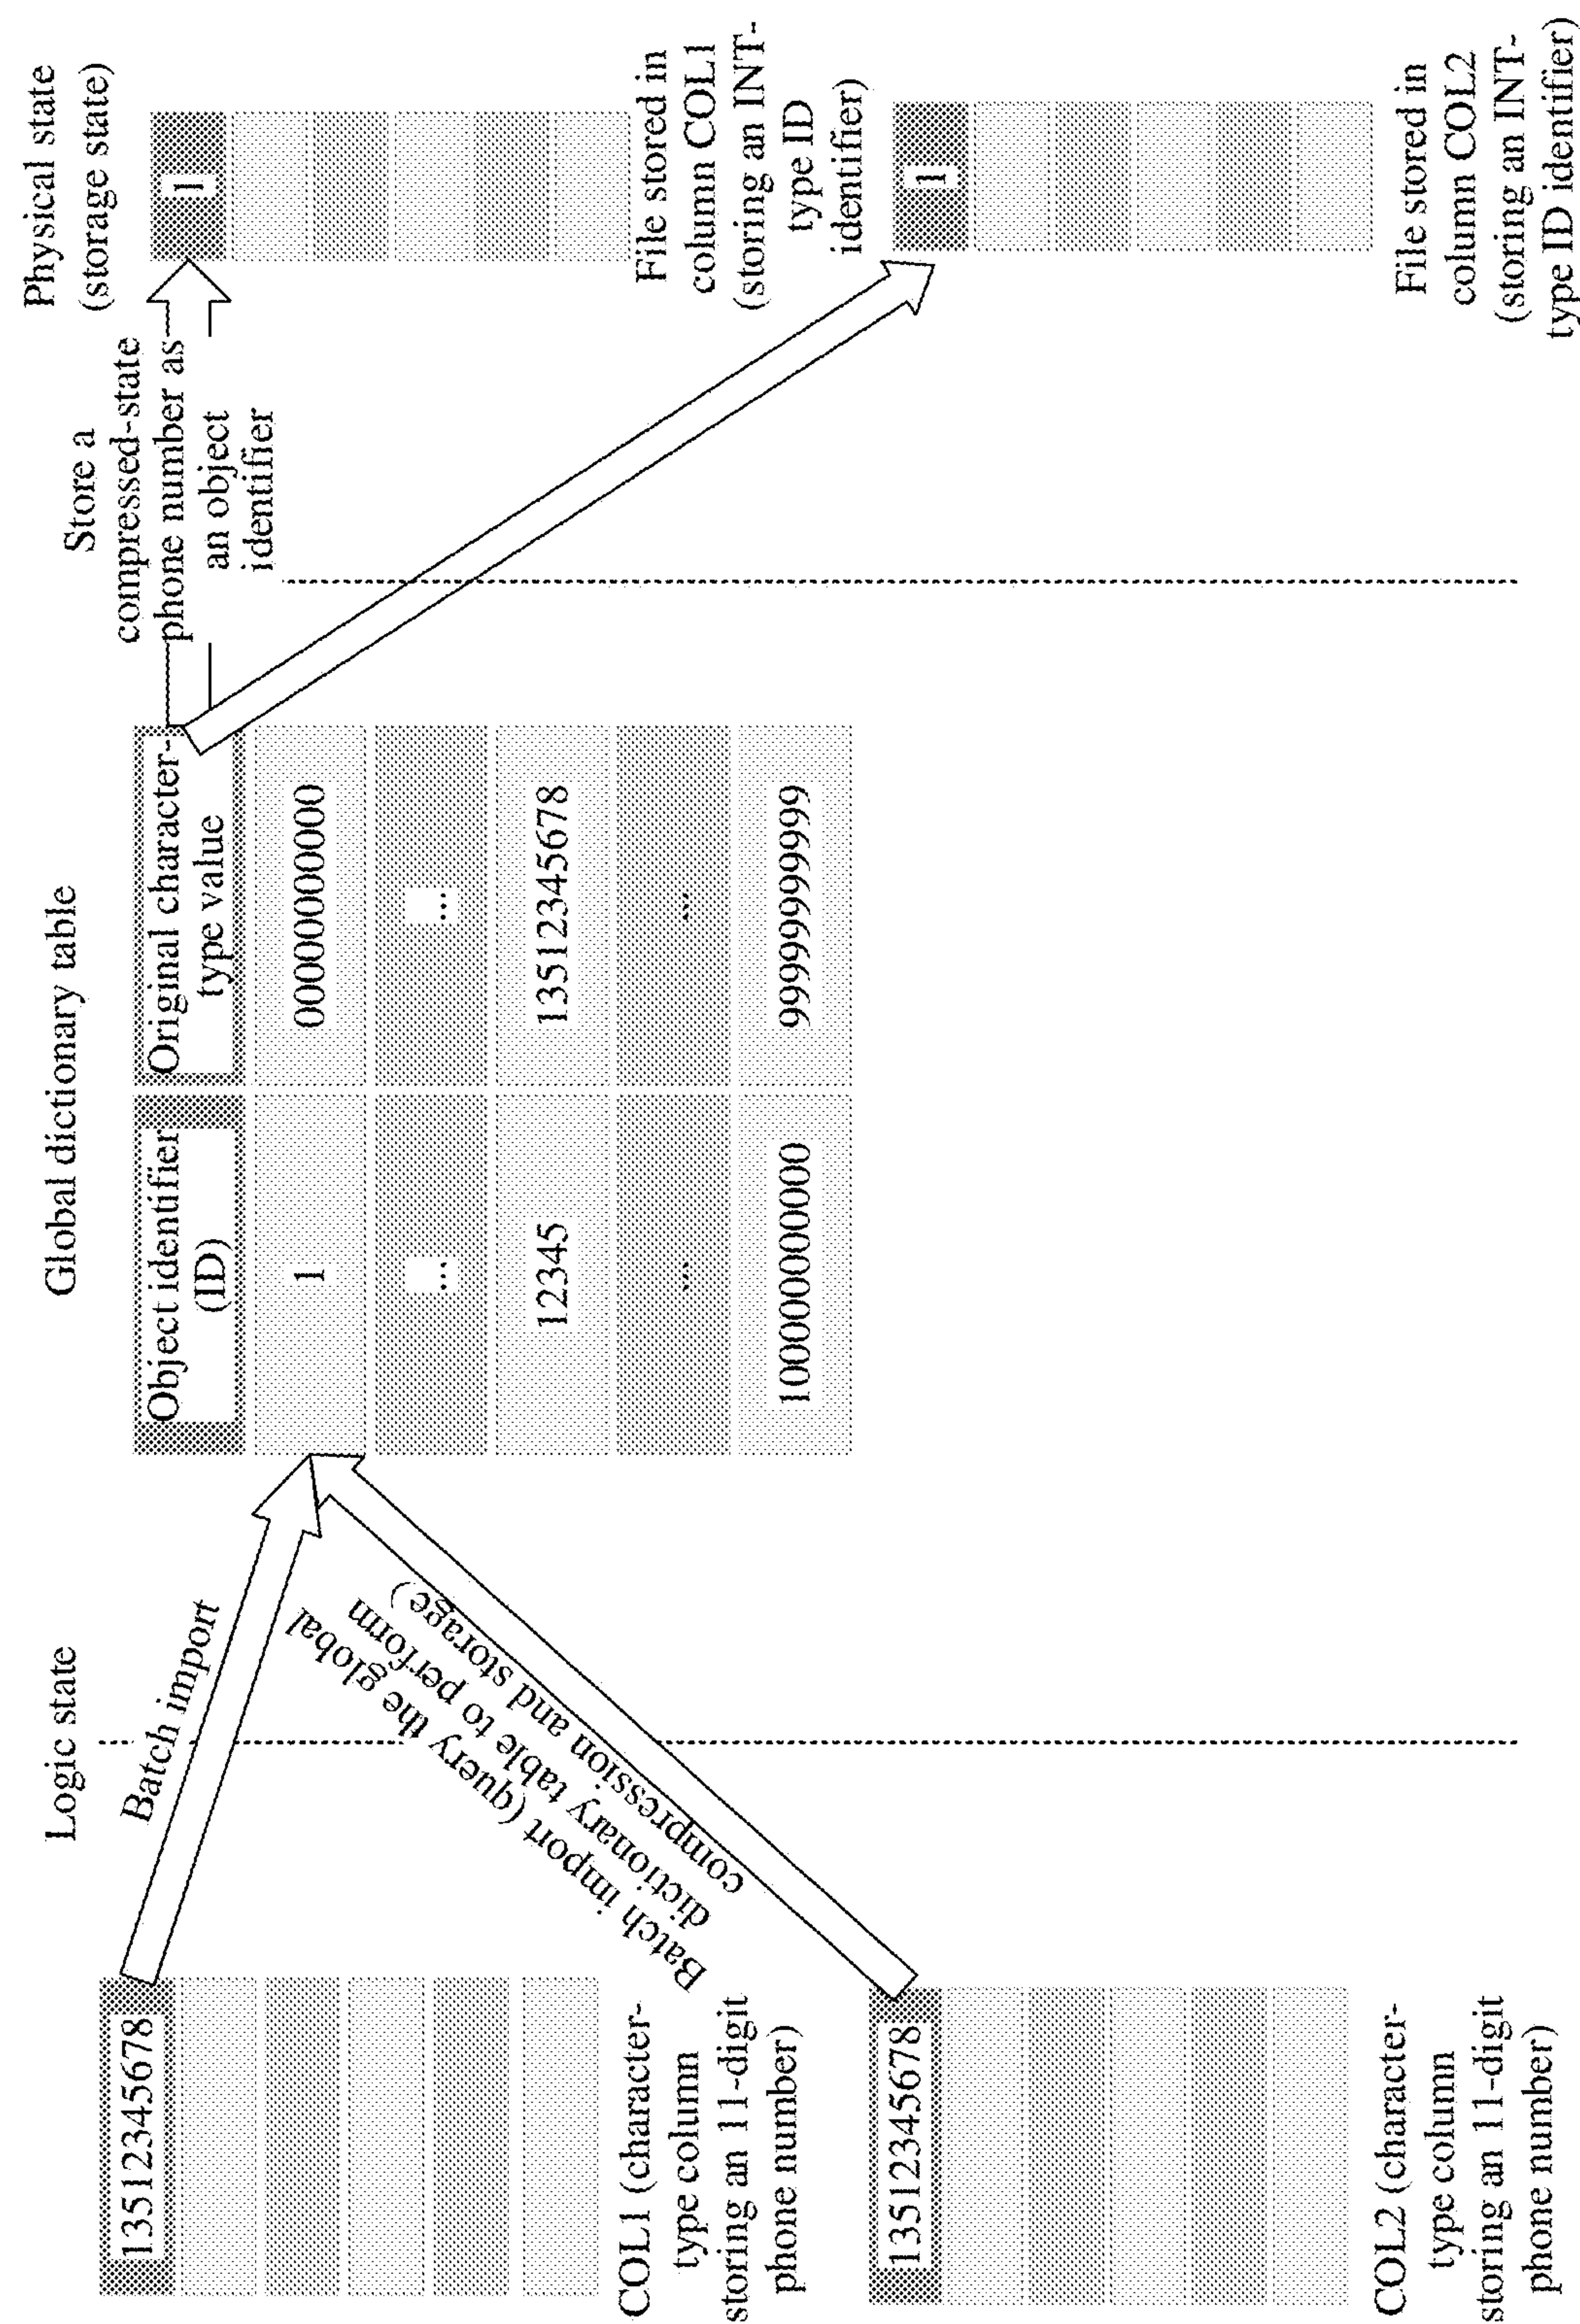 Logic state
Global dictionary table
Physical state
(storage state)
13512345678
COL1 (character-
type column
storing an 11-digit
phone number)
13512345678
COL2 (character-
type column
storing an 11-digit
phone number)
Batch import
Batch import (query the global
dictionary table to perform
compression and storage)
Object identifier
(ID)
Original character-
type value
1
00000000000
...
...
12345
13512345678
...
...
100000000000
99999999999
Store a
compressed-state
phone number as
an object
identifier
1
File stored in
column COL1
(storing an INT-
type ID
identifier)
1
File stored in
column COL2
(storing an INT-
type ID identifier)